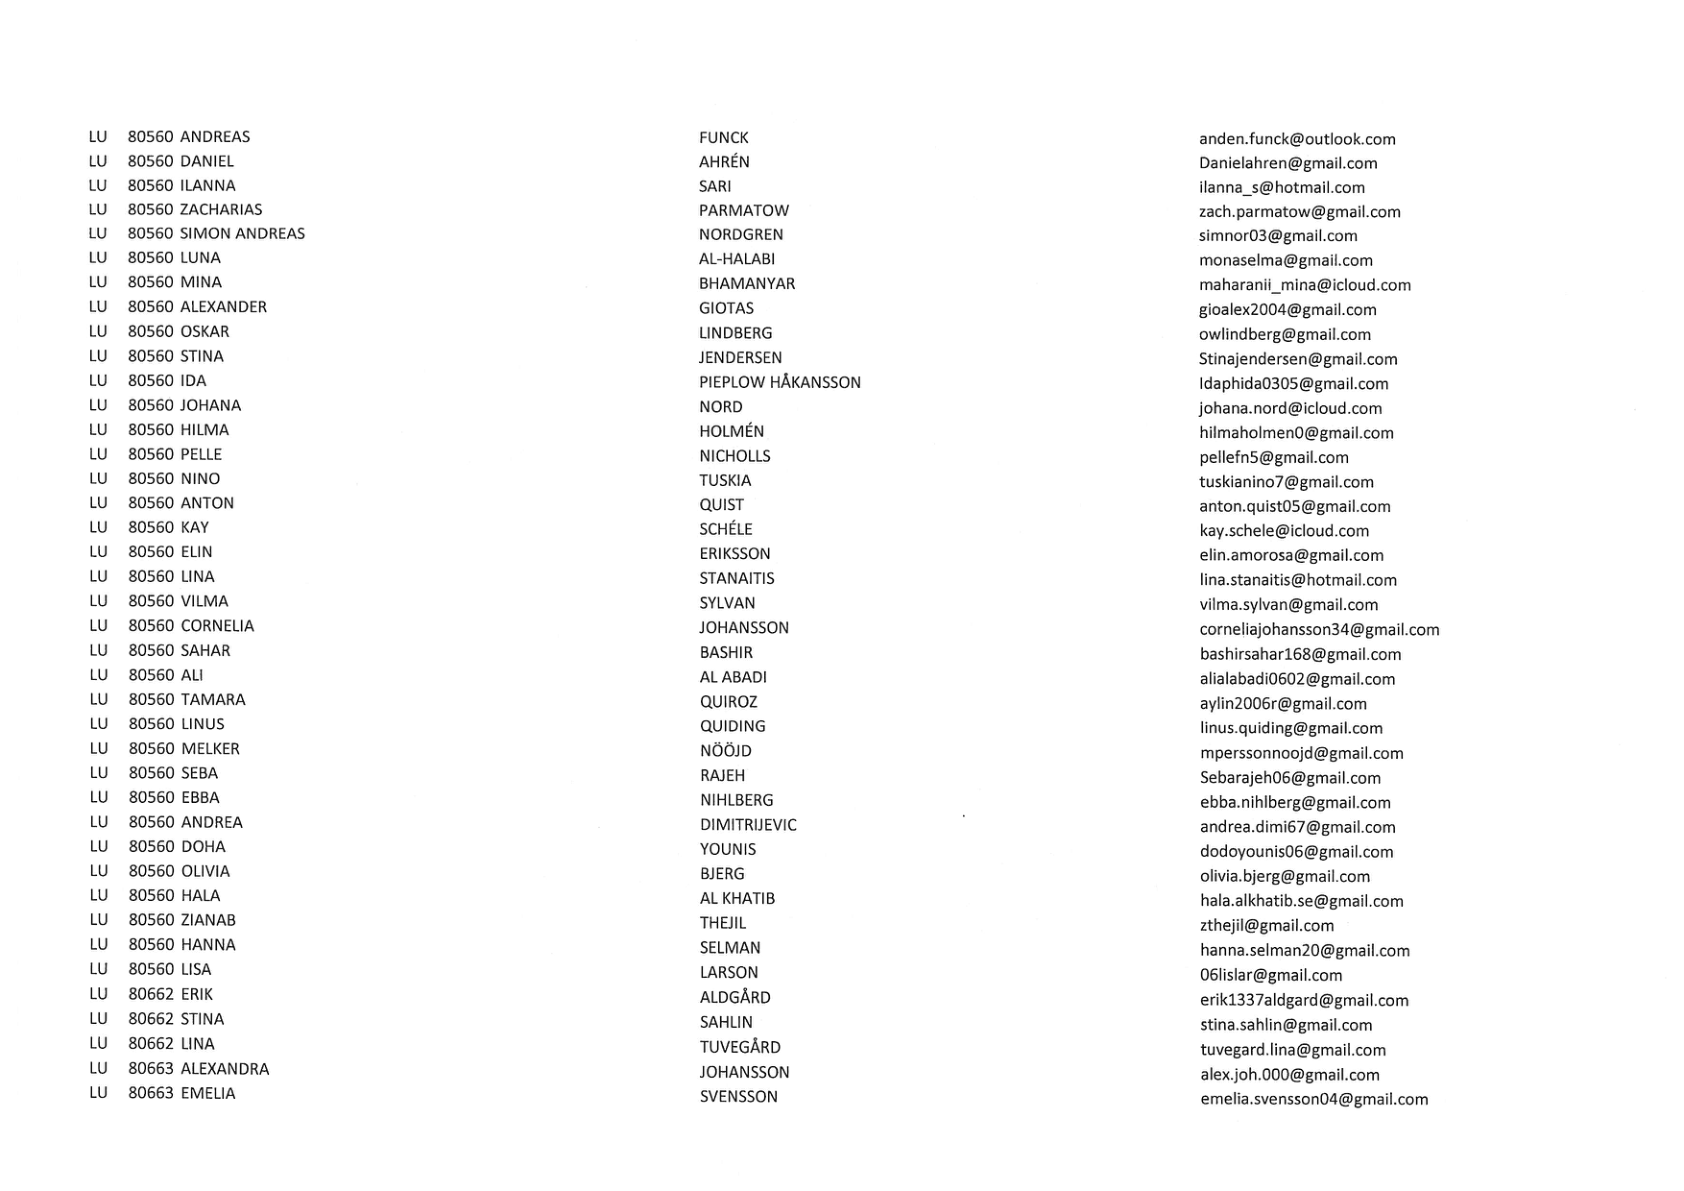 LU 80560 ANDREAS FUNCK anden.funck@outlook.com
LU 80560 DANIEL AHRÉN Danielahren@gmail.com
LU 80560 ILANNA SARI ilanna_s@hotmail.com
LU 80560 ZACHARIAS PARMATOW zach.parmatow@gmail.com
LU 80560 SIMON ANDREAS NORDGREN simnor03@gmail.com
LU 80560 LUNA AL-HALABI monaselma@gmail.com
LU 80560 MINA BHAMANYAR maharanii_mina@icloud.com
LU 80560 ALEXANDER GIOTAS gioalex2004@gmail.com
LU 80560 OSKAR LINDBERG owlindberg@gmail.com
LU 80560 STINA JENDERSEN Stinajendersen@gmail.com
LU 80560 IDA PIEPLOW HÅKANSSON Idaphida0305@gmail.com
LU 80560 JOHANA NORD johana.nord@icloud.com
LU 80560 HILMA HOLMÉN hilmaholmen0@gmail.com
LU 80560 PELLE NICHOLLS pellefn5@gmail.com
LU 80560 NINO TUSKIA tuskianino7@gmail.com
LU 80560 ANTON QUIST anton.quist05@gmail.com
LU 80560 KAY SCHÉLE kay.schele@icloud.com
LU 80560 ELIN ERIKSSON elin.amorosa@gmail.com
LU 80560 LINA STANAITIS lina.stanaitis@hotmail.com
LU 80560 VILMA SYLVAN vilma.sylvan@gmail.com
LU 80560 CORNELIA JOHANSSON corneliajohansson34@gmail.com
LU 80560 SAHAR BASHIR bashirsahar168@gmail.com
LU 80560 ALI AL ABADI alialabadi0602@gmail.com
LU 80560 TAMARA QUIROZ aylin2006r@gmail.com
LU 80560 LINUS QUIDING linus.quiding@gmail.com
LU 80560 MELKER NÖÖJD mperssonnoojd@gmail.com
LU 80560 SEBA RAJEH Sebarajeh06@gmail.com
LU 80560 EBBA NIHLBERG ebba.nihlberg@gmail.com
LU 80560 ANDREA DIMITRIJEVIC andrea.dimi67@gmail.com
LU 80560 DOHA YOUNIS dodoyounis06@gmail.com
LU 80560 OLIVIA BJERG olivia.bjerg@gmail.com
LU 80560 HALA AL KHATIB hala.alkhatib.se@gmail.com
LU 80560 ZIANAB THEJIL zthejil@gmail.com
LU 80560 HANNA SELMAN hanna.selman20@gmail.com
LU 80560 LISA LARSON 06lislar@gmail.com
LU 80662 ERIK ALDGÅRD erik1337aldgard@gmail.com
LU 80662 STINA SAHLIN stina.sahlin@gmail.com
LU 80662 LINA TUVEGÅRD tuvegard.lina@gmail.com
LU 80663 ALEXANDRA JOHANSSON alex.joh.000@gmail.com
LU 80663 EMELIA SVENSSON emelia.svensson04@gmail.com